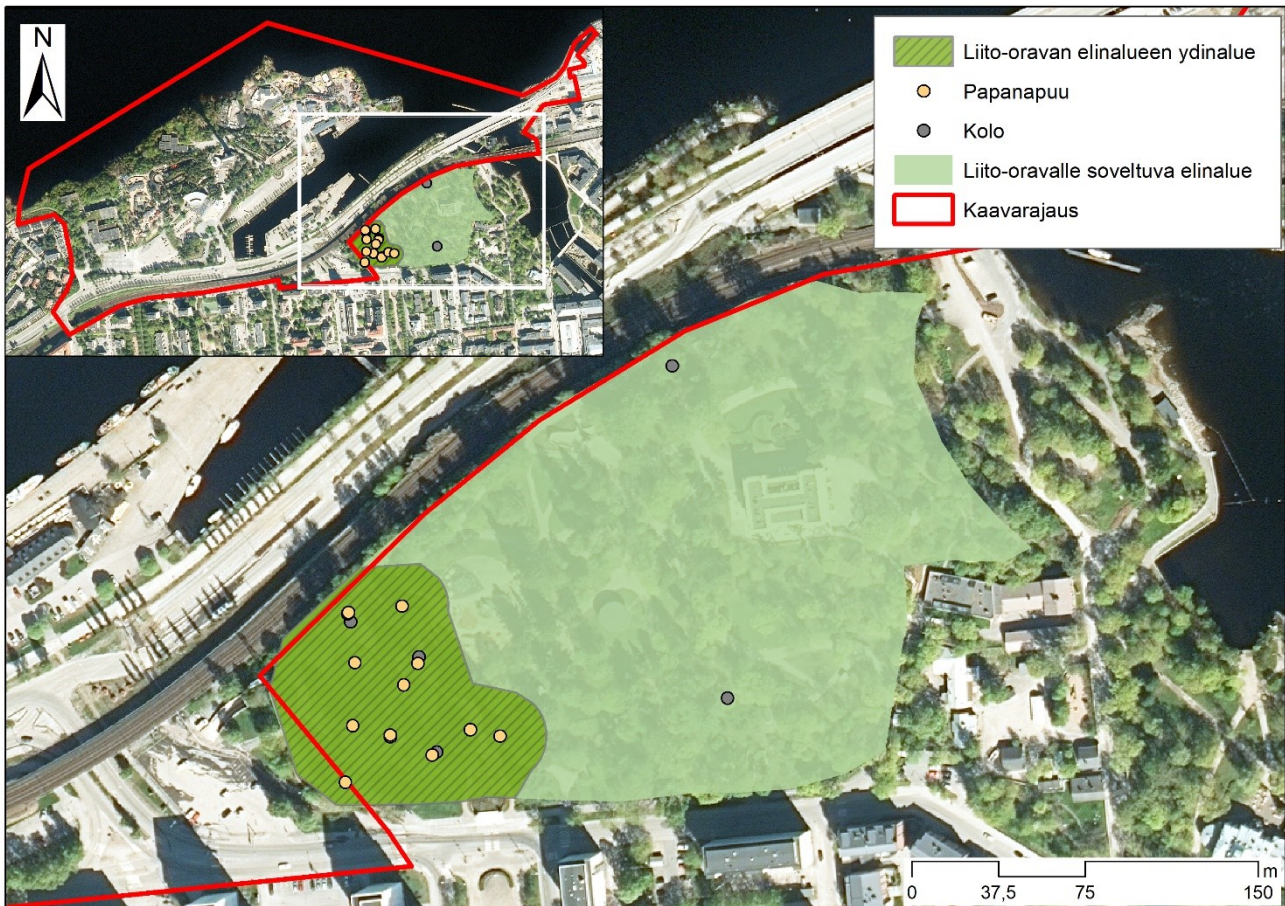 N
Liito-oravan elinalueen ydinalue
Papanapuu
Kolo
Liito-oravalle soveltuva elinalue
Kaavarajaus
m
0 37,5 75 150